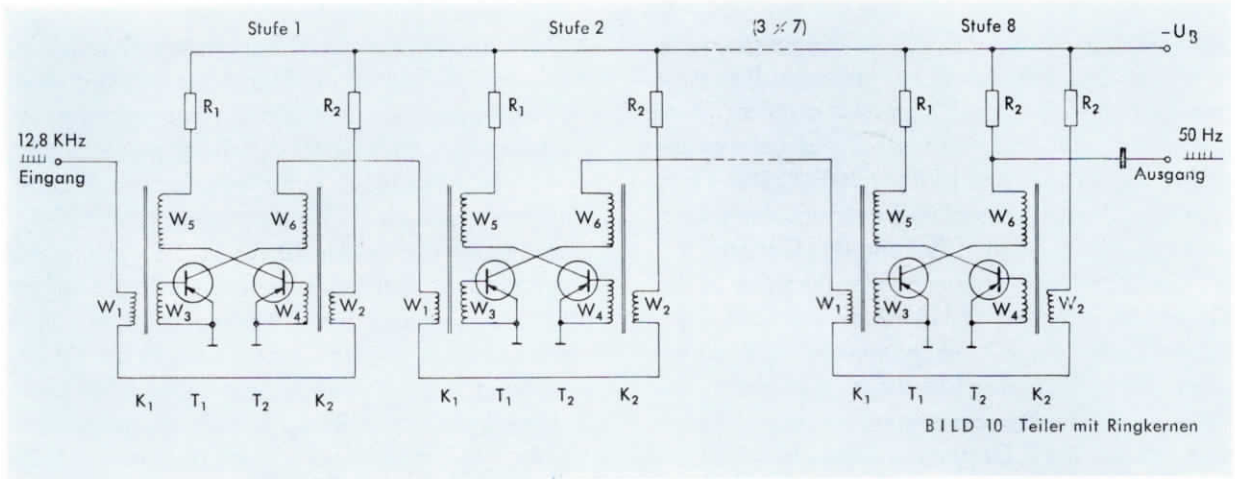 Stufe 1 Stufe 2 (3 ٪ 7) Stufe 8 –U_B
R₁ R₂ R₁ R₂ R₁ R₂ R₂
12,8 KHz 50 Hz
Eingang Ausgang
W₅ W₆ W₅ W₆ W₅ W₆
W₁ W₃ W₄ W₂ W₁ W₃ W₄ W₂ W₁ W₃ W₄ W₂
K₁ T₁ T₂ K₂ K₁ T₁ T₂ K₂ K₁ T₁ T₂ K₂
BILD 10 Teiler mit Ringkernen